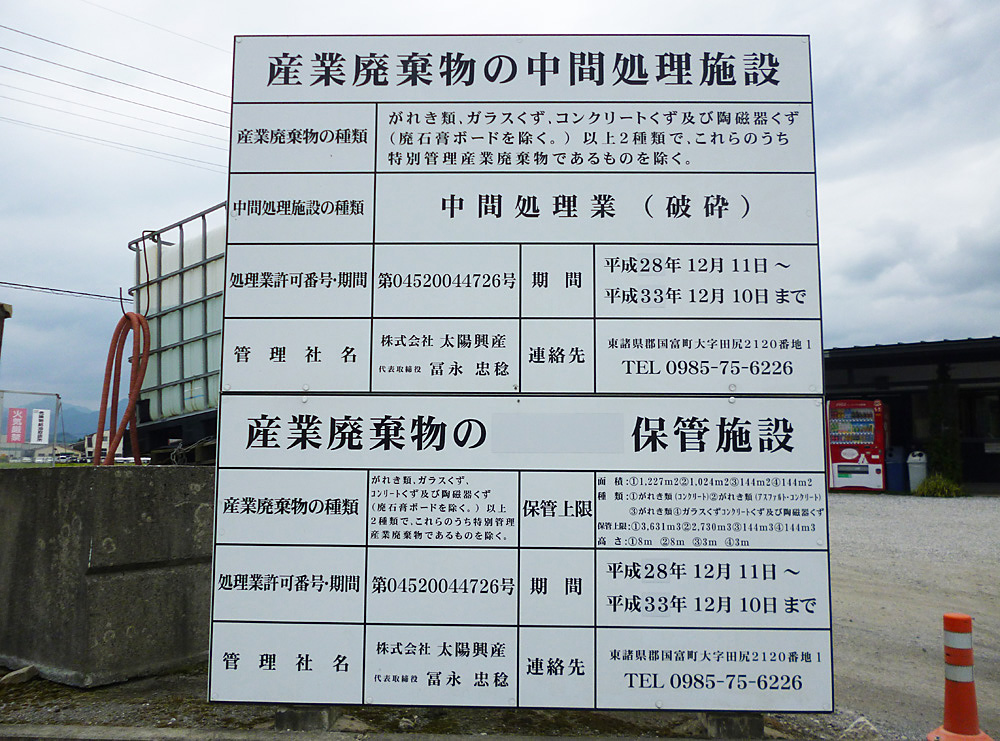 産業廃棄物の中間処理施設
産業廃棄物の種類
がれき類、ガラスくず、コンクリートくず及び陶磁器くず
（廃石膏ボードを除く。）以上2種類で、これらのうち
特別管理産業廃棄物であるものを除く。
中間処理施設の種類
中間処理業（破砕）
処理業許可番号・期間
第04520044726号
期間
平成28年12月11日～
平成33年12月10日まで
管理社名
株式会社 太陽興産
代表取締役 冨永 忠稔
連絡先
東諸県郡国富町大字田尻2120番地1
TEL 0985-75-6226
産業廃棄物の 保管施設
産業廃棄物の種類
がれき類、ガラスくず、
コンリートくず及び陶磁器くず
（廃石膏ボードを除く。）以上
2種類で、これらのうち特別管理
産業廃棄物であるものを除く。
保管上限
面 積:①1,227m2②1,024m2③144m2④144m2
種 類:①がれき類(コンクリート)②がれき類(アスファルト・コンクリート)
③がれき類④ガラスくずコンクリートくず及び陶磁器くず
保管上限:①3,631m3②2,730m3③144m3④144m3
高 さ:①8m ②8m ③3m ④3m
処理業許可番号・期間
第04520044726号
期間
平成28年12月11日～
平成33年12月10日まで
管理社名
株式会社 太陽興産
代表取締役 冨永 忠稔
連絡先
東諸県郡国富町大字田尻2120番地1
TEL 0985-75-6226
火気厳禁